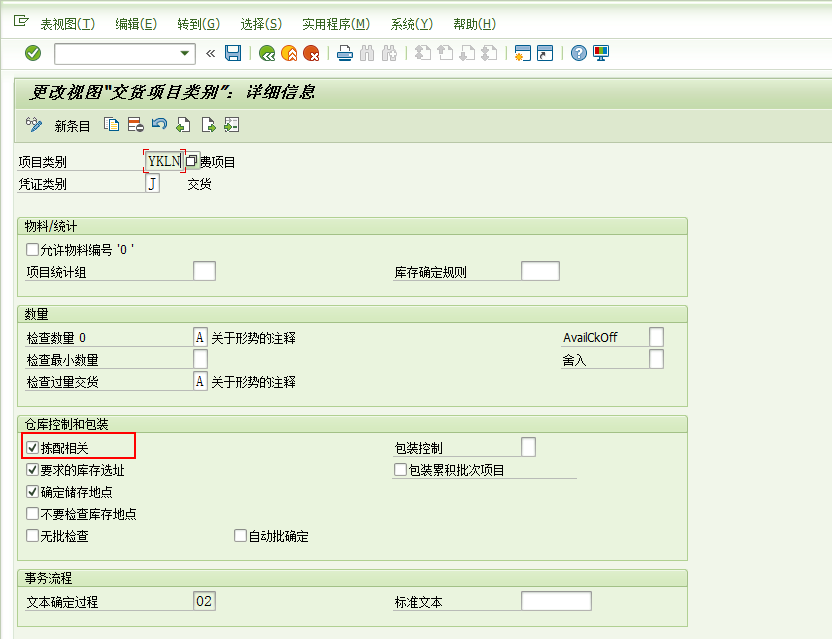 表视图(T) 编辑(E) 转到(G) 选择(S) 实用程序(M) 系统(Y) 帮助(H)
更改视图"交货项目类别": 详细信息
新条目
项目类别 YKLN 费项目
凭证类别 J 交货
物料/统计
允许物料编号 '0 '
项目统计组 库存确定规则
数量
检查数量 0 A 关于形势的注释 AvailCkOff
检查最小数量 舍入
检查过量交货 A 关于形势的注释
仓库控制和包装
拣配相关 包装控制
要求的库存选址 包装累积批次项目
确定储存地点
不要检查库存地点
无批检查 自动批确定
事务流程
文本确定过程 02 标准文本